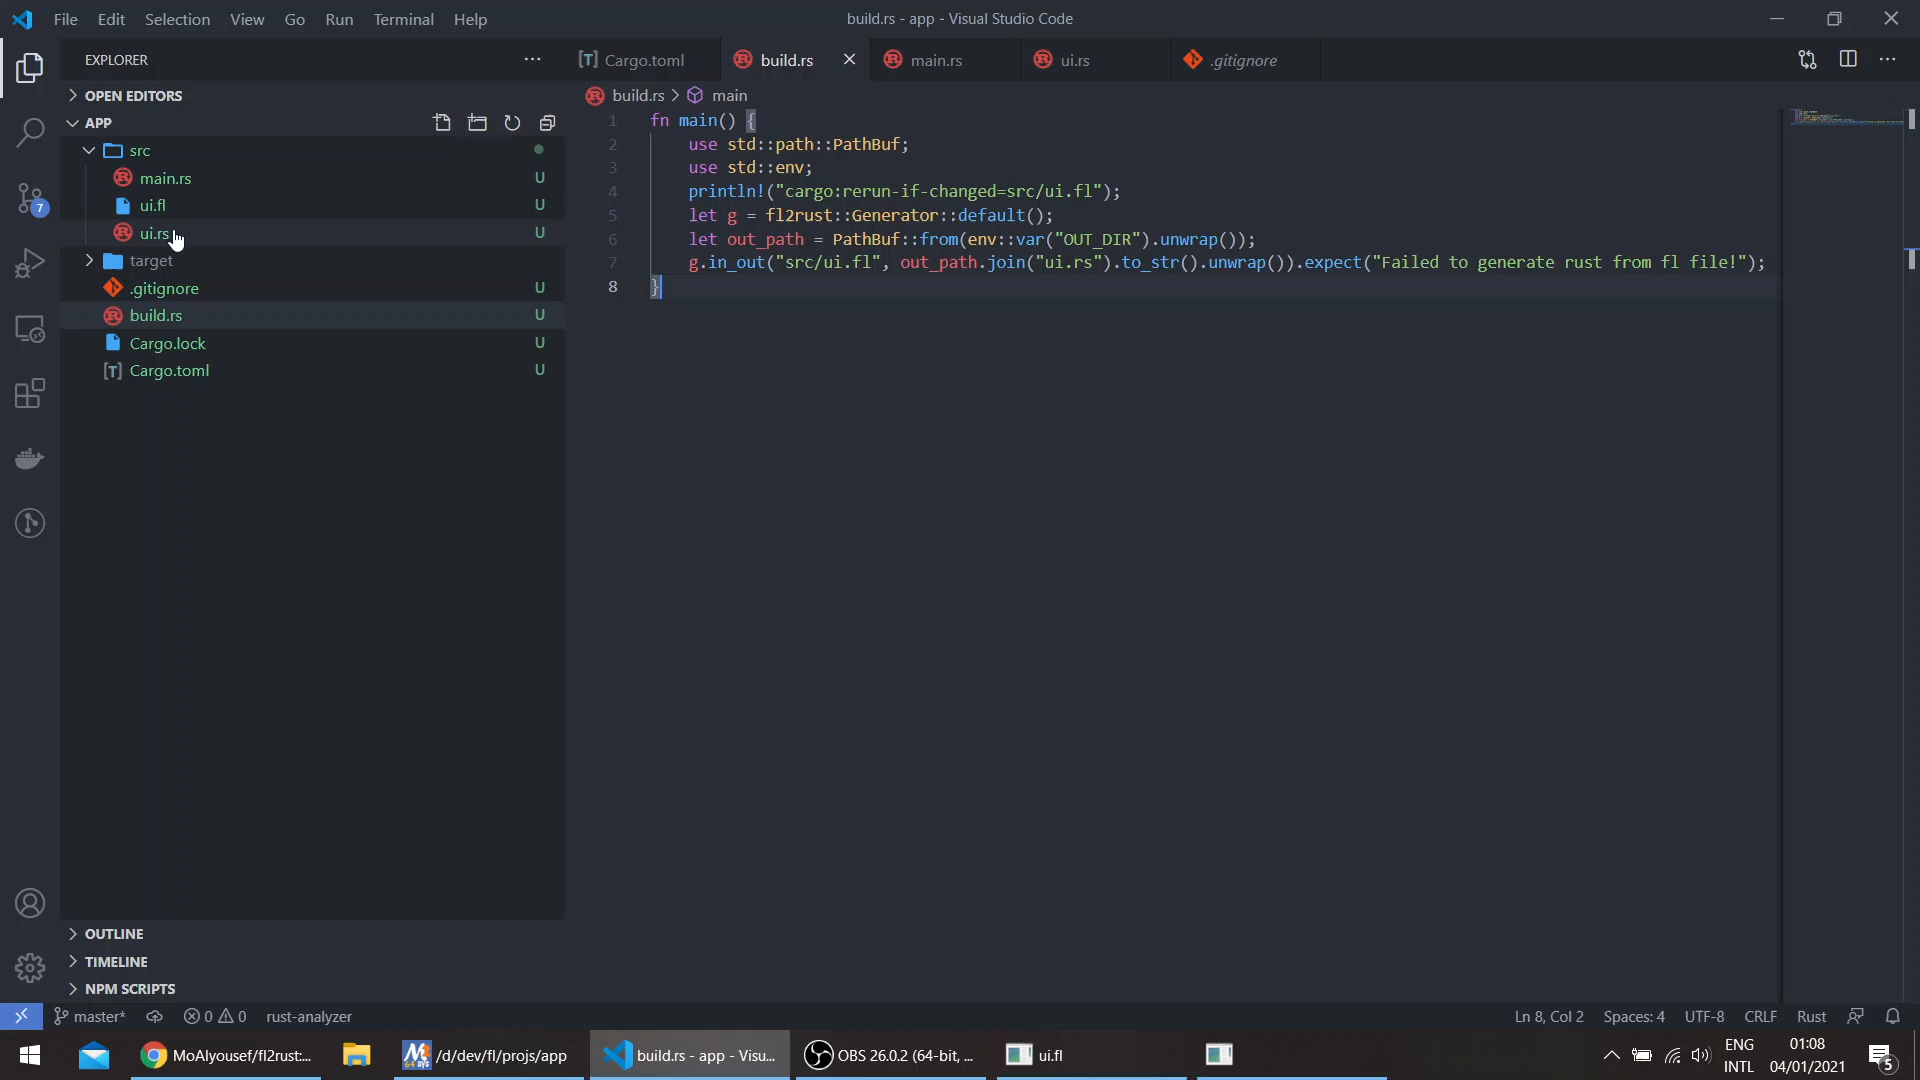 File Edit Selection View Go Run Terminal Help
build.rs - app - Visual Studio Code
EXPLORER
Cargo.toml
build.rs
main.rs
ui.rs
.gitignore
OPEN EDITORS
build.rs > main
APP
src
main.rs U
ui.fl U
ui.rs U
target
.gitignore U
build.rs U
Cargo.lock U
[T] Cargo.toml U
7
1 fn main() {
2 use std::path::PathBuf;
3 use std::env;
4 println!("cargo:rerun-if-changed=src/ui.fl");
5 let g = fl2rust::Generator::default();
6 let out_path = PathBuf::from(env::var("OUT_DIR").unwrap());
7 g.in_out("src/ui.fl", out_path.join("ui.rs").to_str().unwrap()).expect("Failed to generate rust from fl file!");
8 }
OUTLINE
TIMELINE
NPM SCRIPTS
master* 0 0 rust-analyzer
Ln 8, Col 2 Spaces: 4 UTF-8 CRLF Rust
MoAlyousef/fl2rust:...
/d/dev/fl/projs/app
build.rs - app - Visu...
OBS 26.0.2 (64-bit, ...
ui.fl
ENG
INTL
01:08
04/01/2021
5